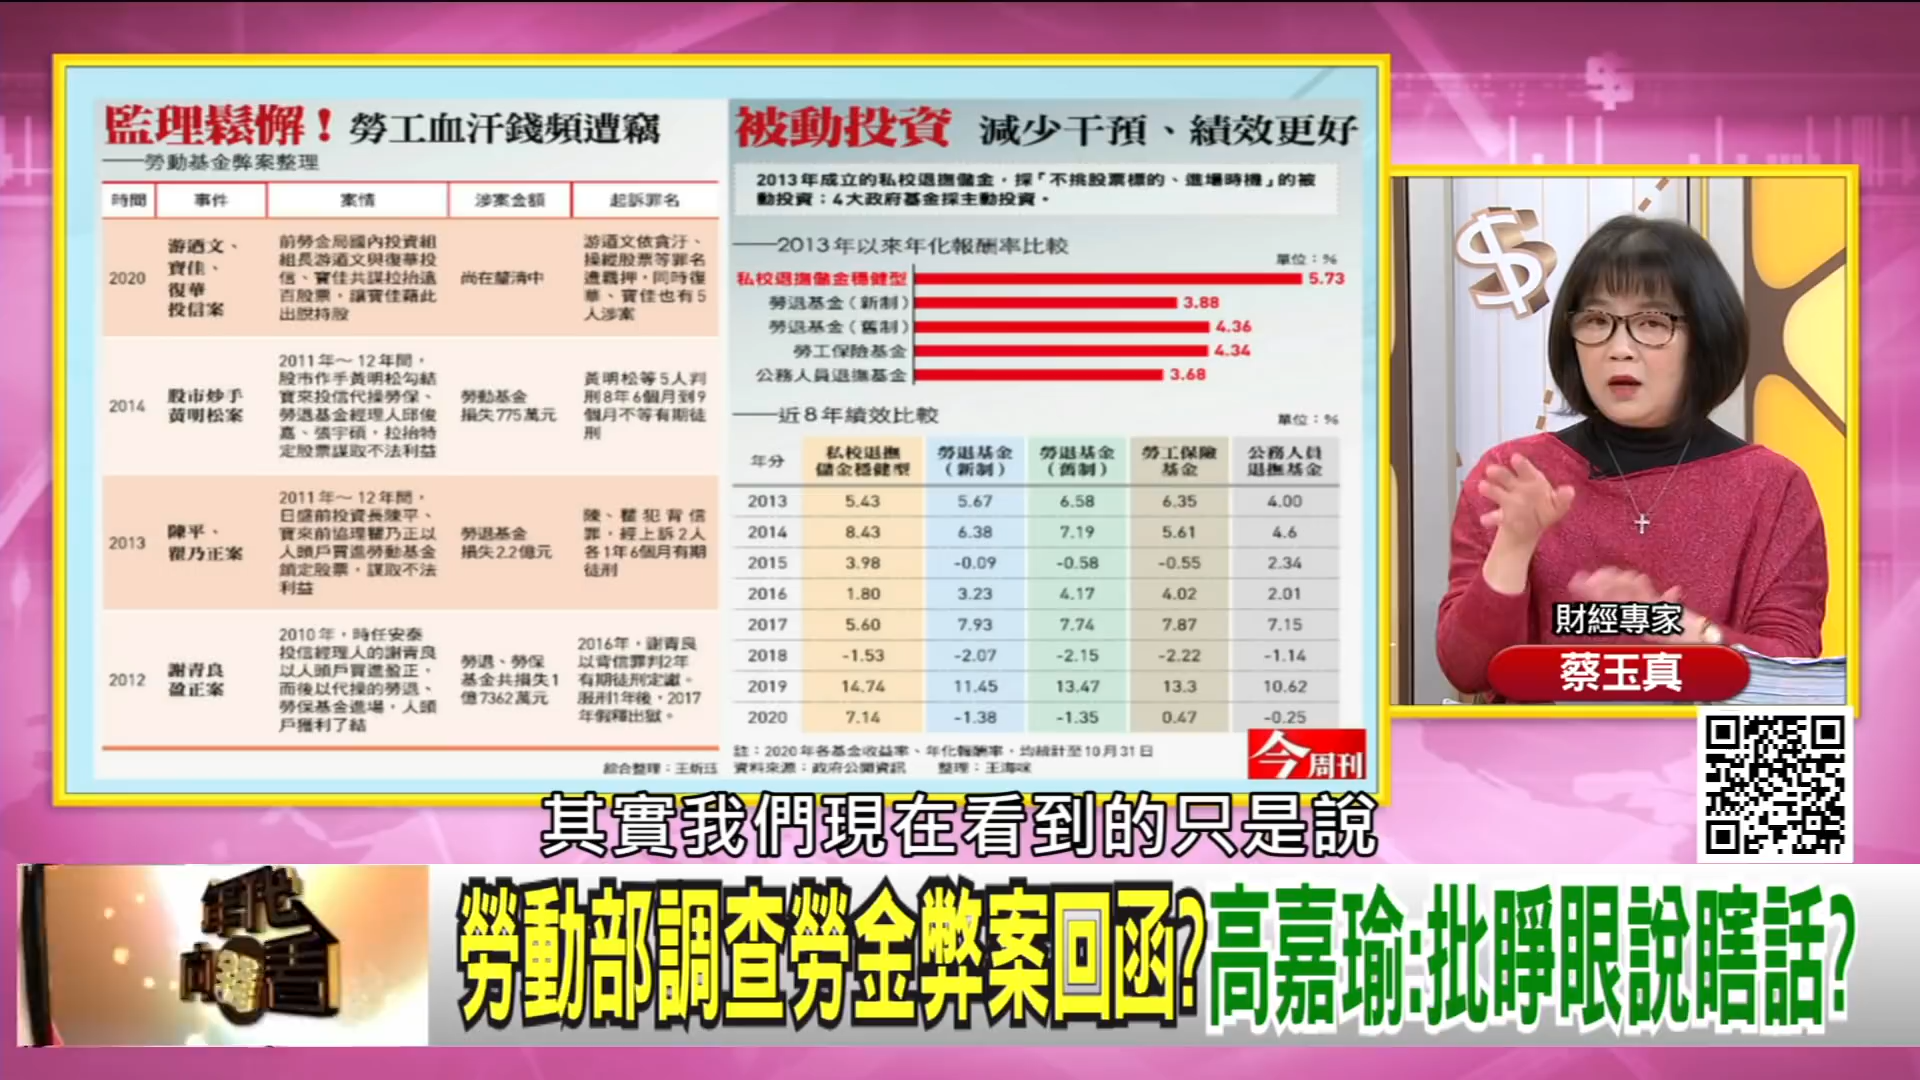 監理鬆懈！ 勞工血汗錢頻遭竊
——勞動基金弊案整理
時間 事件 案情 涉案金額 起訴罪名
2020
游迺文、
寶佳、
復華
投信案
前勞金局國內投資組
組長游迺文與復華投
信、寶佳共謀拉抬遠
百股票，讓寶佳藉此
出脫持股
尚在釐清中
游迺文依貪汙、
操縱股票等罪名
遭羈押，同時復
華、寶佳也有5
人涉案
2014
股市炒手
黃明松案
2011年～12年間，
股市作手黃明松勾結
寶來投信代操勞保、
勞退基金經理人邱俊
嘉、張宇碩，拉抬特
定股票謀取不法利益
勞動基金
損失775萬元
黃明松等5人判
刑8年6個月到9
個月不等有期徒
刑
2013
陳平、
瞿乃正案
2011年～12年間，
日盛前投資長陳平、
寶來前協理瞿乃正以
人頭戶買進勞動基金
鎖定股票，謀取不法
利益
勞退基金
損失2.2億元
陳、瞿犯背信
罪，經上訴2人
各1年6個月有期
徒刑
2012
謝青良
盈正案
2010年，時任安泰
投信經理人的謝青良
以人頭戶買進盈正，
而後以代操的勞退、
勞保基金進場，人頭
戶獲利了結
勞退、勞保
基金共損失1
億7362萬元
2016年，謝青良
以背信罪判2年
有期徒刑定讞。
服刑1年後，2017
年假釋出獄。
綜合整理：王炘珏
被動投資 減少干預、績效更好
2013年成立的私校退撫儲金，採「不挑股票標的、進場時機」的被
動投資；4大政府基金採主動投資。
——2013年以來年化報酬率比較
單位：%
私校退撫儲金穩健型 5.73
勞退基金（新制） 3.88
勞退基金（舊制） 4.36
勞工保險基金 4.34
公務人員退撫基金 3.68
——近8年績效比較
單位：%
年分 私校退撫儲金穩健型 勞退基金（新制） 勞退基金（舊制） 勞工保險基金 公務人員退撫基金
2013 5.43 5.67 6.58 6.35 4.00
2014 8.43 6.38 7.19 5.61 4.6
2015 3.98 -0.09 -0.58 -0.55 2.34
2016 1.80 3.23 4.17 4.02 2.01
2017 5.60 7.93 7.74 7.87 7.15
2018 -1.53 -2.07 -2.15 -2.22 -1.14
2019 14.74 11.45 13.47 13.3 10.62
2020 7.14 -1.38 -1.35 0.47 -0.25
註：2020年各基金收益率、年化報酬率，均統計至10月31日
資料來源：政府公開資訊 整理：王海咪
今周刊
財經專家
蔡玉真
其實我們現在看到的只是說
年代向錢看
勞動部調查勞金弊案回函?高嘉瑜:批睜眼說瞎話?